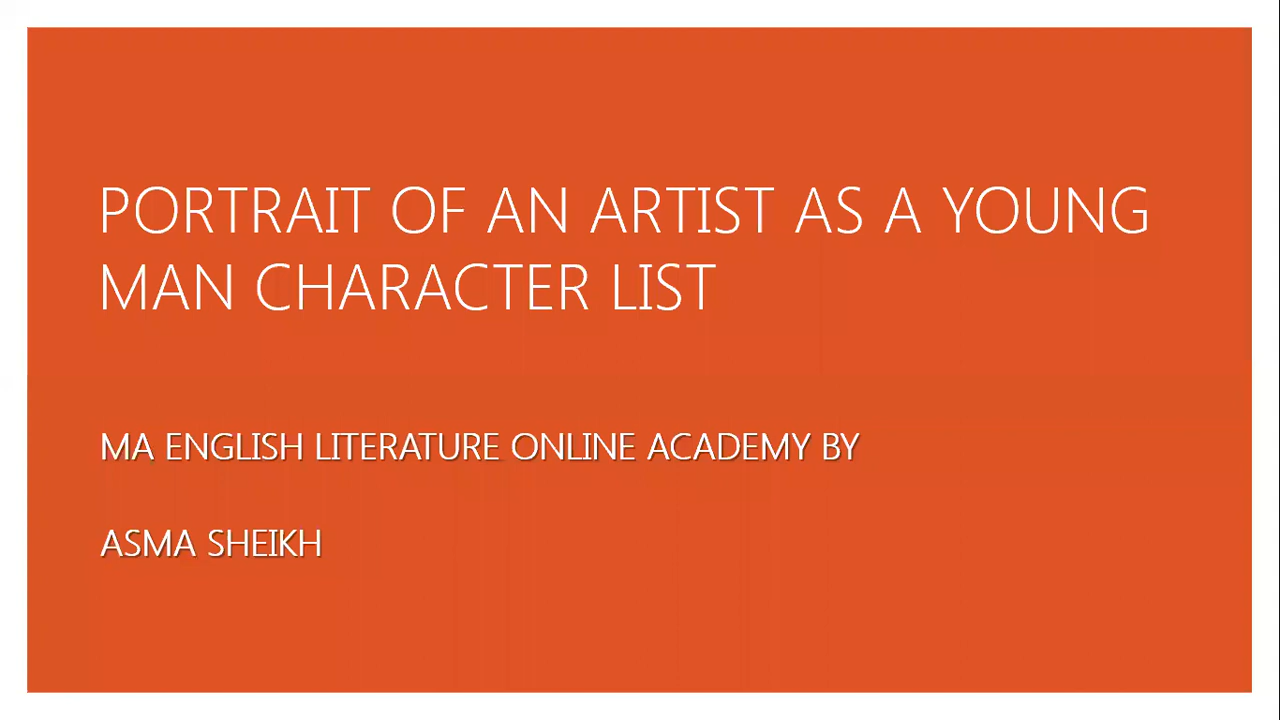 PORTRAIT OF AN ARTIST AS A YOUNG
MAN CHARACTER LIST
MA ENGLISH LITERATURE ONLINE ACADEMY BY
ASMA SHEIKH